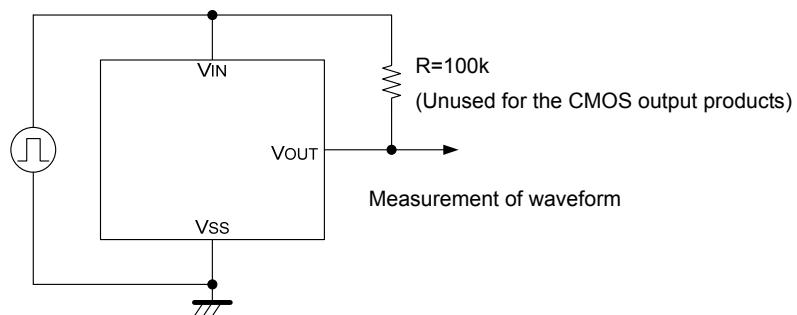 VIN
R=100k
(Unused for the CMOS output products)
VOUT
Measurement of waveform
VSS